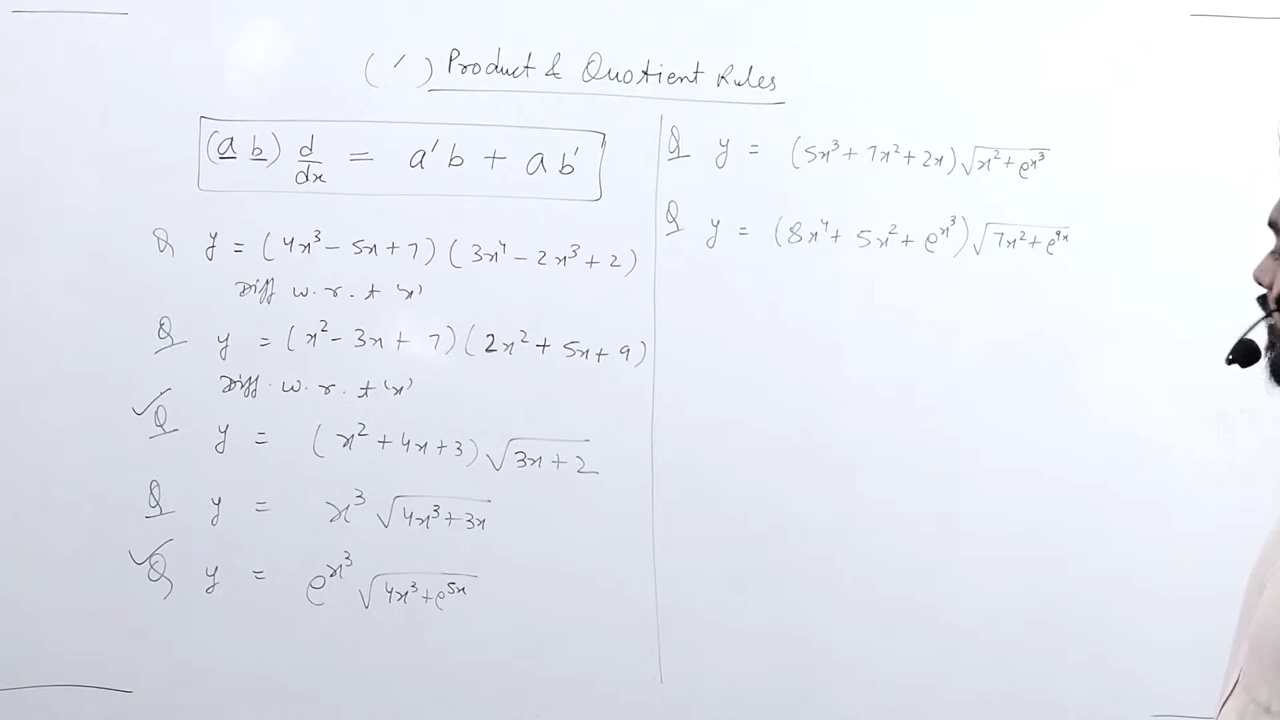 (′) Product & Quotient Rules
(a b) d/dx = a′b + ab′
Q y = (4x³ − 5x + 7)(3x⁴ − 2x³ + 2)
Diff w.r.t 'x'
Q y = (x² − 3x + 7)(2x² + 5x + 9)
Diff. w.r.t 'x'
✓Q y = (x² + 4x + 3)√(3x + 2)
Q y = x³ √(4x³ + 3x)
✓Q y = e^x³ √(4x³ + e^5x)
Q y = (5x³ + 7x² + 2x)√(x² + e^x³)
Q y = (8x⁴ + 5x² + e^x³)√(7x² + e^9x)